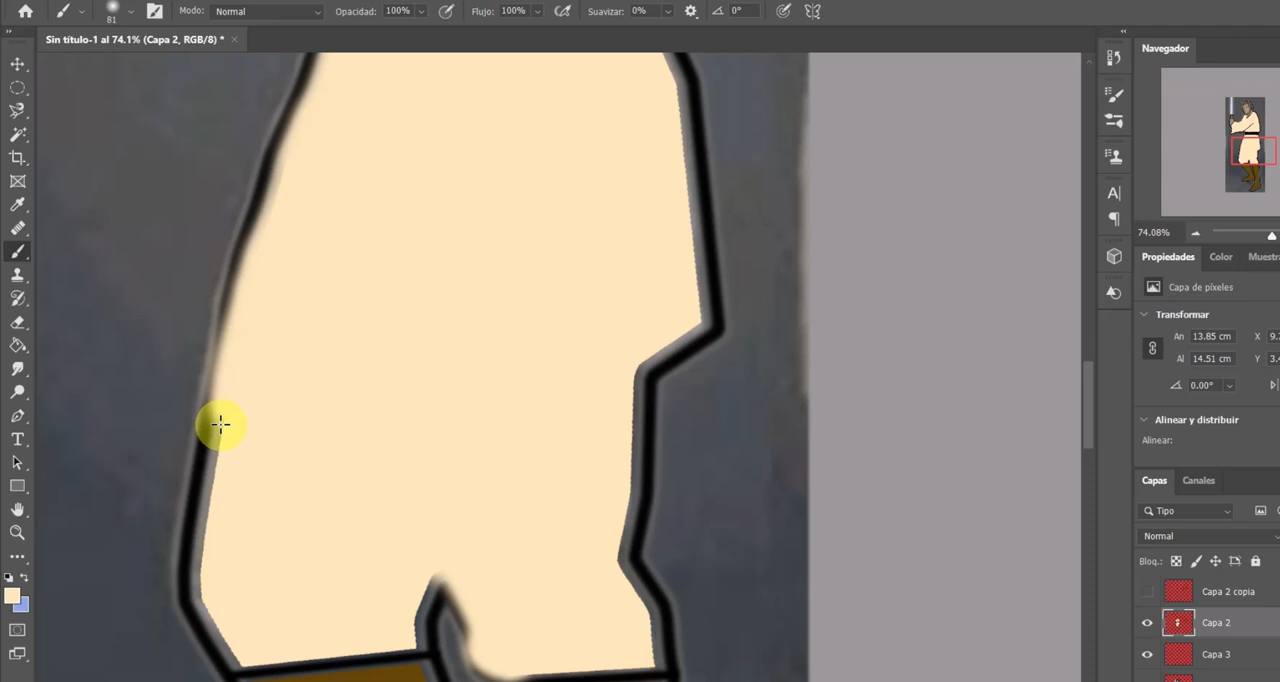 81
Modo: Normal
Opacidad: 100%
Flujo: 100%
Suavizar: 0%
0°
Sin título-1 al 74.1% (Capa 2, RGB/8) *
Navegador
74.08%
Propiedades Color
Capa de píxeles
Transformar
An 13.85 cm X
Al 14.51 cm Y
0.00°
Alinear y distribuir
Alinear:
Capas Canales
Tipo
Normal
Bloq.:
Capa 2 copia
Capa 2
Capa 3